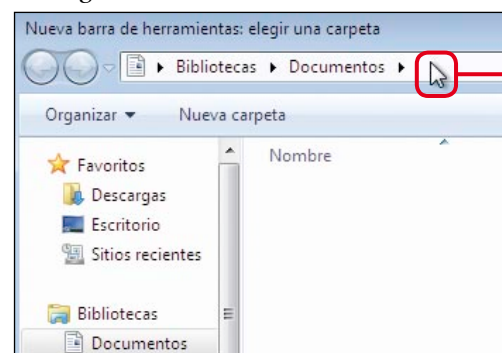 Nueva barra de herramientas: elegir una carpeta
Bibliotecas Documentos
Organizar Nueva carpeta
Nombre
Favoritos
Descargas
Escritorio
Sitios recientes
Bibliotecas
Documentos